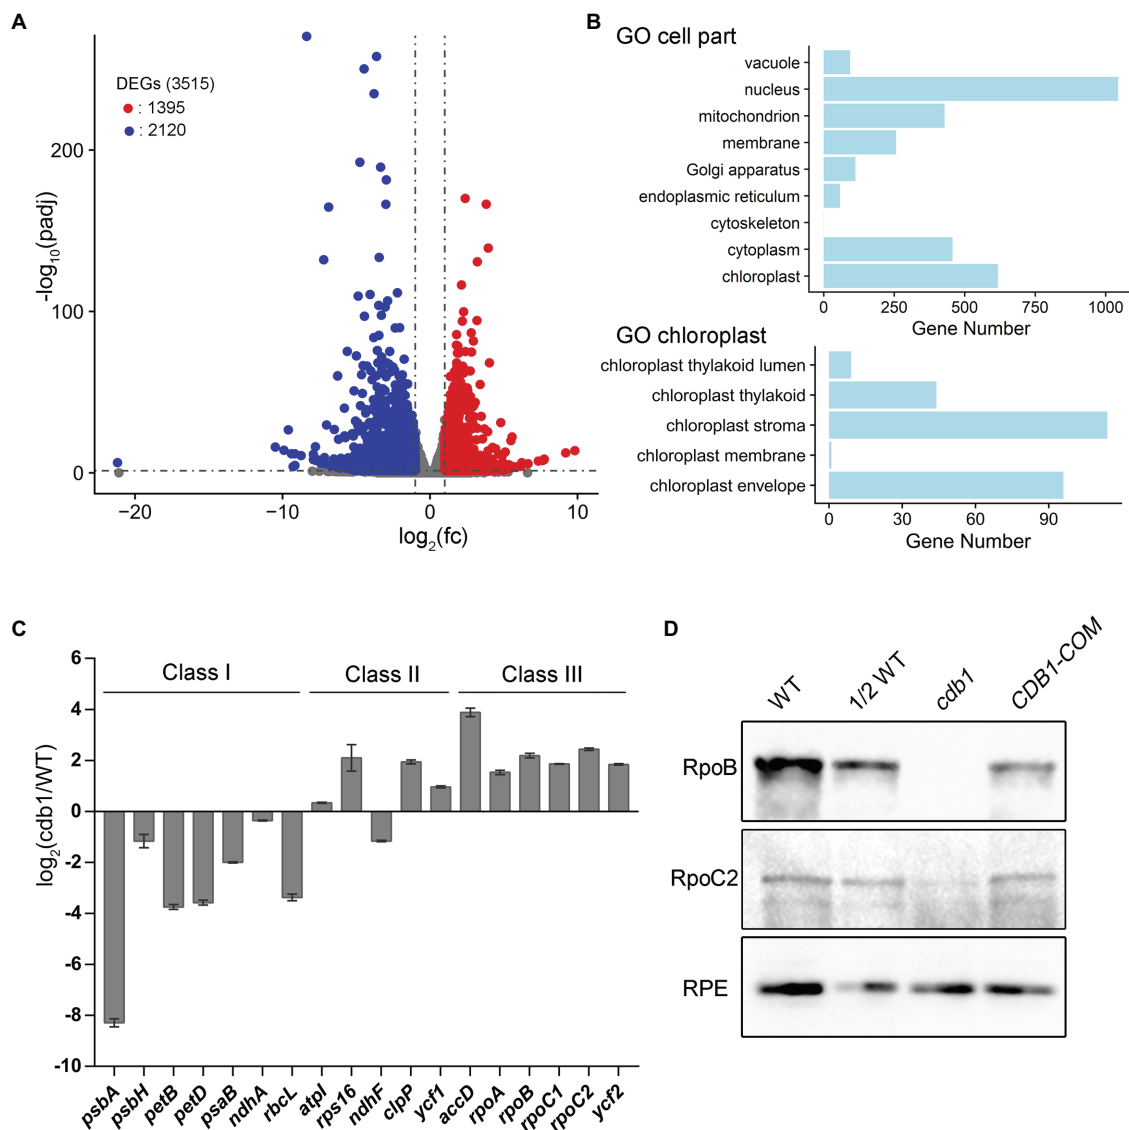 A
DEGs (3515)
: 1395
: 2120
200
100
0
-log10(padj)
−20
−10
0
10
log2(fc)
B
GO cell part
vacuole
nucleus
mitochondrion
membrane
Golgi apparatus
endoplasmic reticulum
cytoskeleton
cytoplasm
chloroplast
0
250
500
750
1000
Gene Number
GO chloroplast
chloroplast thylakoid lumen
chloroplast thylakoid
chloroplast stroma
chloroplast membrane
chloroplast envelope
0
30
60
90
Gene Number
C
6
4
2
0
-2
-4
-6
-8
-10
log2(cdb1/WT)
Class I
Class II
Class III
psbA
psbH
petB
petD
psaB
ndhA
rbcL
atpI
rps16
ndhF
clpP
ycf1
accD
rpoA
rpoB
rpoC1
rpoC2
ycf2
D
WT
1/2 WT
cdb1
CDB1-COM
RpoB
RpoC2
RPE